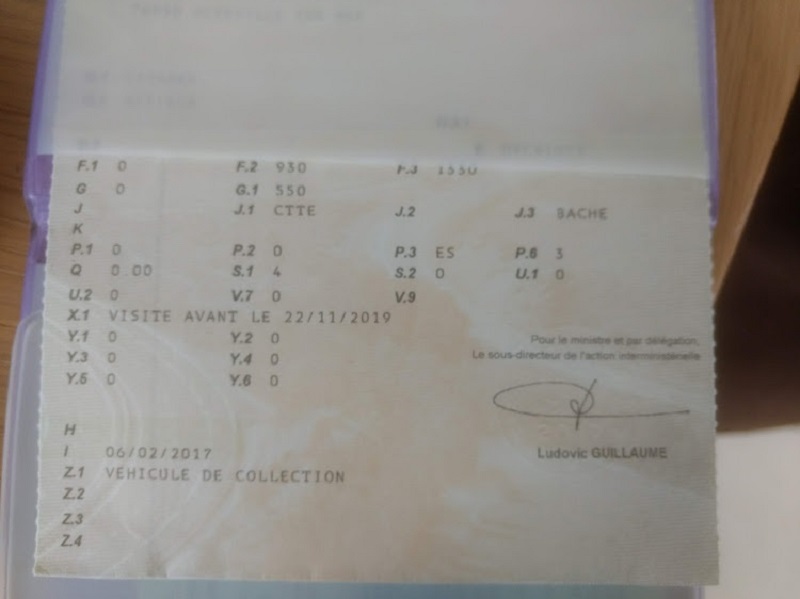 F.1 0 F.2 930 F.3 1330
G 0 G.1 550
J J.1 CTTE J.2 J.3 BACHE
K
P.1 0 P.2 0 P.3 ES P.6 3
Q 0 00 S.1 4 S.2 0 U.1 0
U.2 0 V.7 0 V.9
X.1 VISITE AVANT LE 22/11/2019
Y.1 0 Y.2 0
Pour le ministre et par délégation,
Y.3 0 Y.4 0
Le sous-directeur de l'action interministérielle
Y.5 0 Y.6 0
H
I 06/02/2017
Ludovic GUILLAUME
Z.1 VEHICULE DE COLLECTION
Z.2
Z.3
Z.4